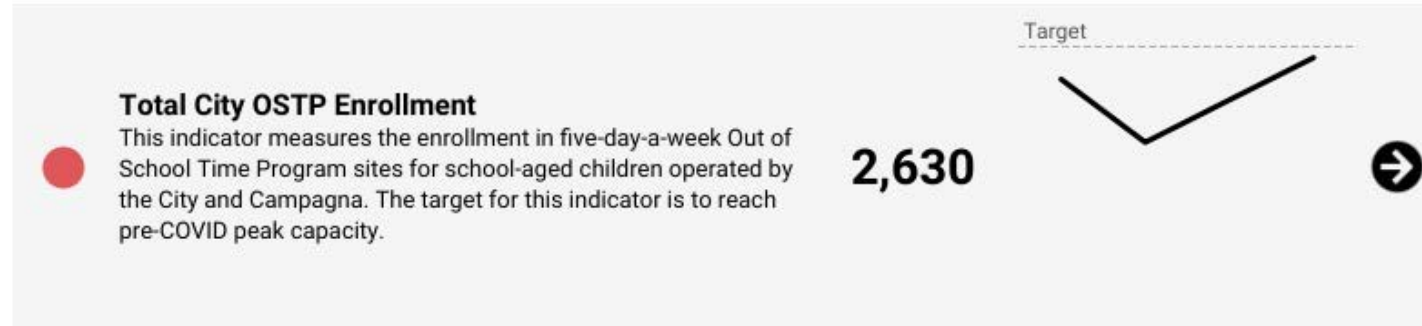 Target
Total City OSTP Enrollment
This indicator measures the enrollment in five-day-a-week Out of
School Time Program sites for school-aged children operated by
the City and Campagna. The target for this indicator is to reach
pre-COVID peak capacity.
2,630